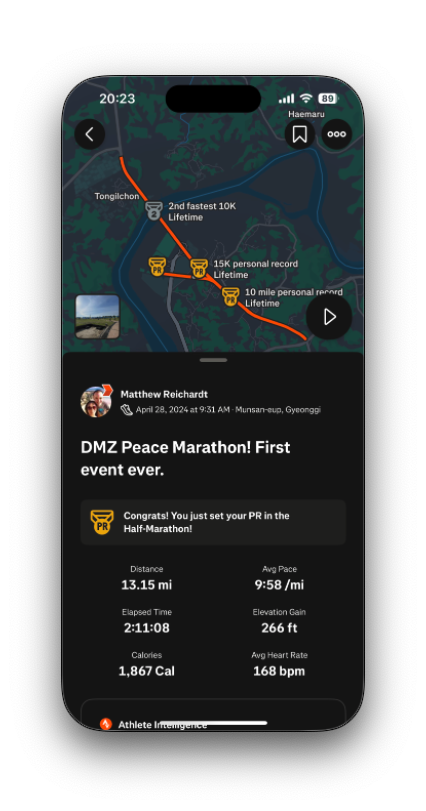 20:23
89
Haemaru
Tongilchon
2
2nd fastest 10K
Lifetime
PR
PR
15K personal record
Lifetime
PR
10 mile personal record
Lifetime
Matthew Reichardt
April 28, 2024 at 9:31 AM · Munsan-eup, Gyeonggi
DMZ Peace Marathon! First
event ever.
PR
Congrats! You just set your PR in the
Half-Marathon!
Distance
13.15 mi
Avg Pace
9:58 /mi
Elapsed Time
2:11:08
Elevation Gain
266 ft
Calories
1,867 Cal
Avg Heart Rate
168 bpm
Athlete Intelligence